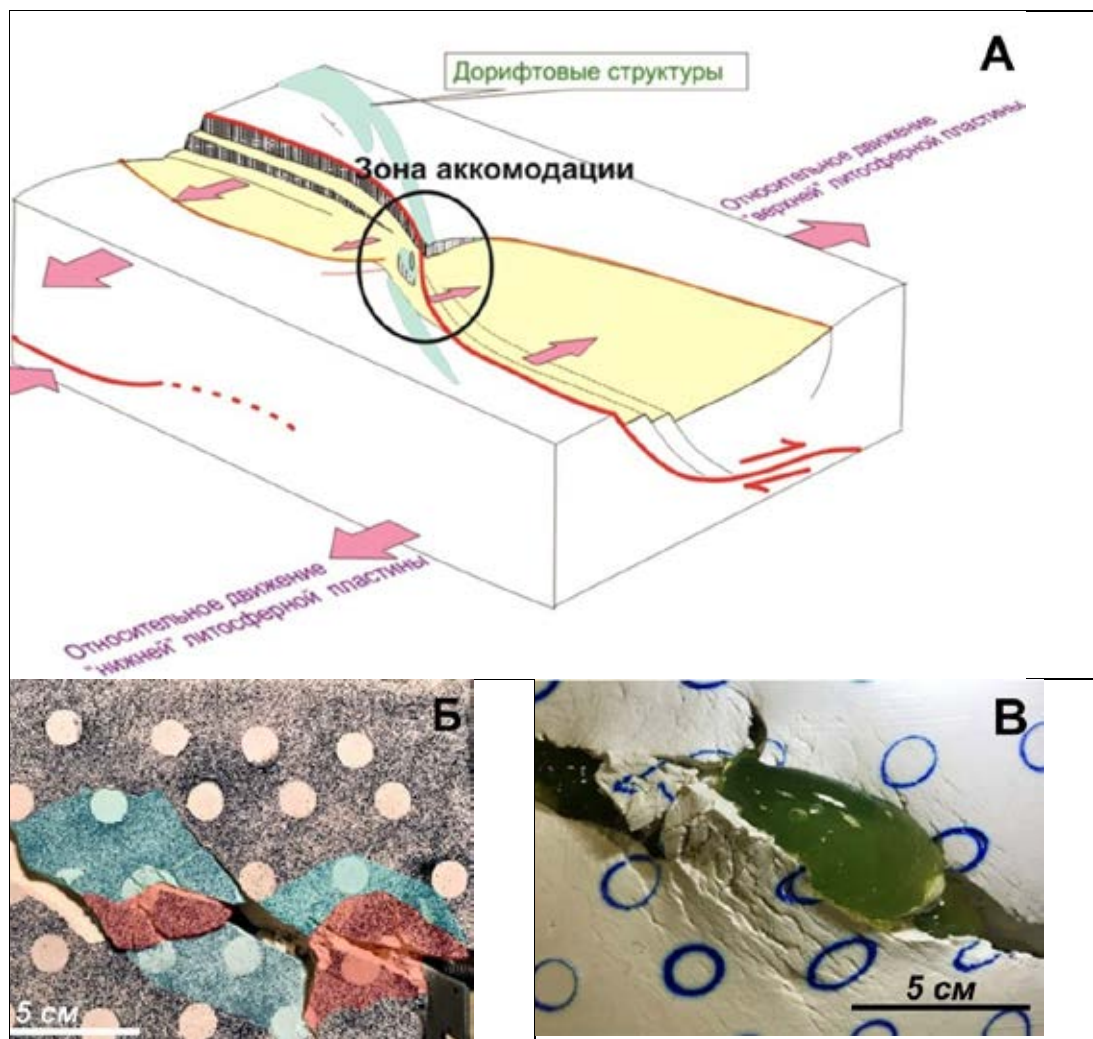 А
Дорифтовые структуры
Зона аккомодации
Относительное движение
"верхней" литосферной пластины
Относительное движение
"нижней" литосферной пластины
Б
5 см
В
5 см